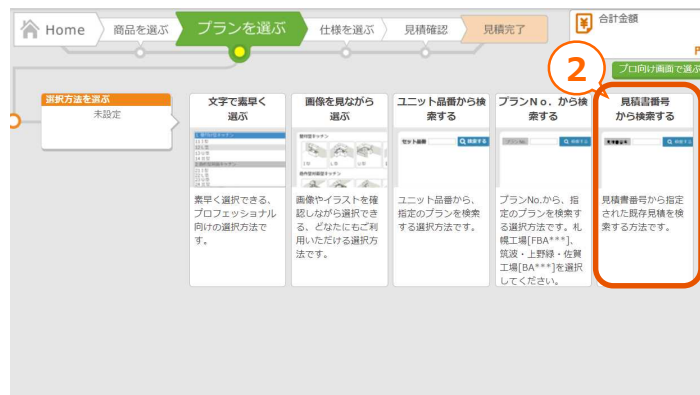 Home
商品を選ぶ
プランを選ぶ
仕様を選ぶ
見積確認
見積完了
合計金額
2
プロ向け画面で選ぶ
選択方法を選ぶ
未設定
文字で素早く
選ぶ
素早く選択できる、
プロフェッショナル
向けの選択方法で
す。
画像を見ながら
選ぶ
画像やイラストを確
認しながら選択でき
る、どなたにもご利
用いただける選択方
法です。
ユニット品番から検
索する
セット品番
検索する
ユニット品番から、
指定のプランを検索
する選択方法です。
プランNo．から検
索する
プランNo.
検索する
プランNo.から、指
定のプランを検索す
る選択方法です。札
幌工場[FBA***]、
筑波・上野緑・佐賀
工場[BA***]を選択
してください。
見積書番号
から検索する
検索する
見積書番号から指定
された既存見積を検
索する方法です。